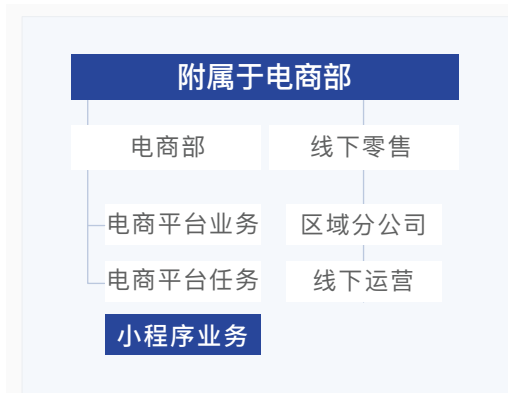 附属于电商部
电商部
线下零售
电商平台业务
区域分公司
电商平台任务
线下运营
小程序业务